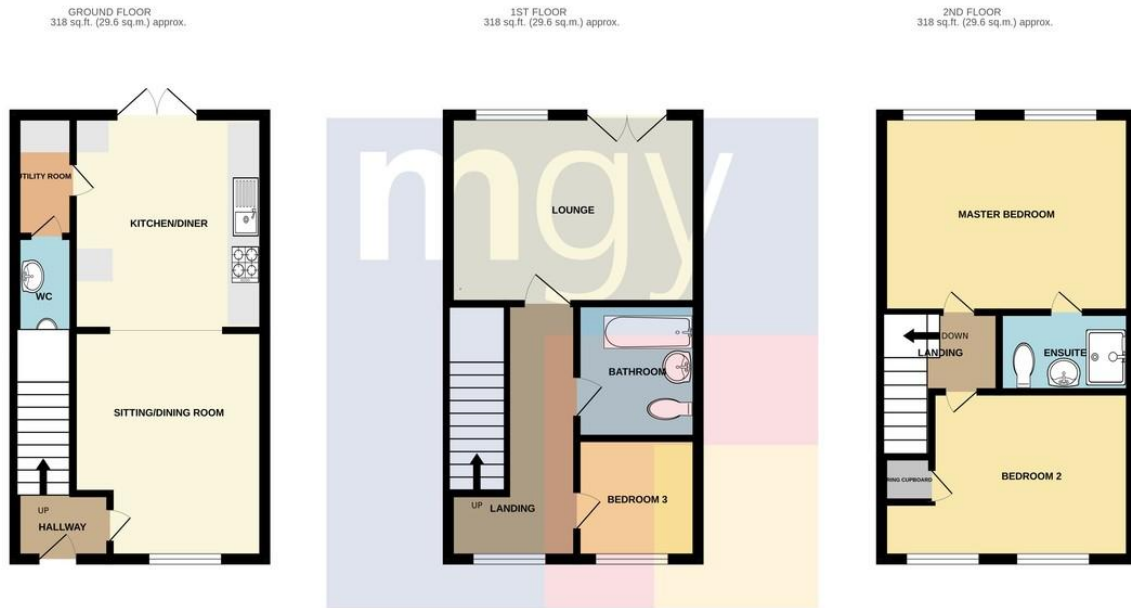 GROUND FLOOR
318 sq.ft. (29.6 sq.m.) approx.
UTILITY ROOM
KITCHEN/DINER
WC
SITTING/DINING ROOM
UP
HALLWAY
1ST FLOOR
318 sq.ft. (29.6 sq.m.) approx.
mgy
LOUNGE
BATHROOM
BEDROOM 3
UP
LANDING
2ND FLOOR
318 sq.ft. (29.6 sq.m.) approx.
MASTER BEDROOM
DOWN
LANDING
ENSUITE
BEDROOM 2
CUPBOARD